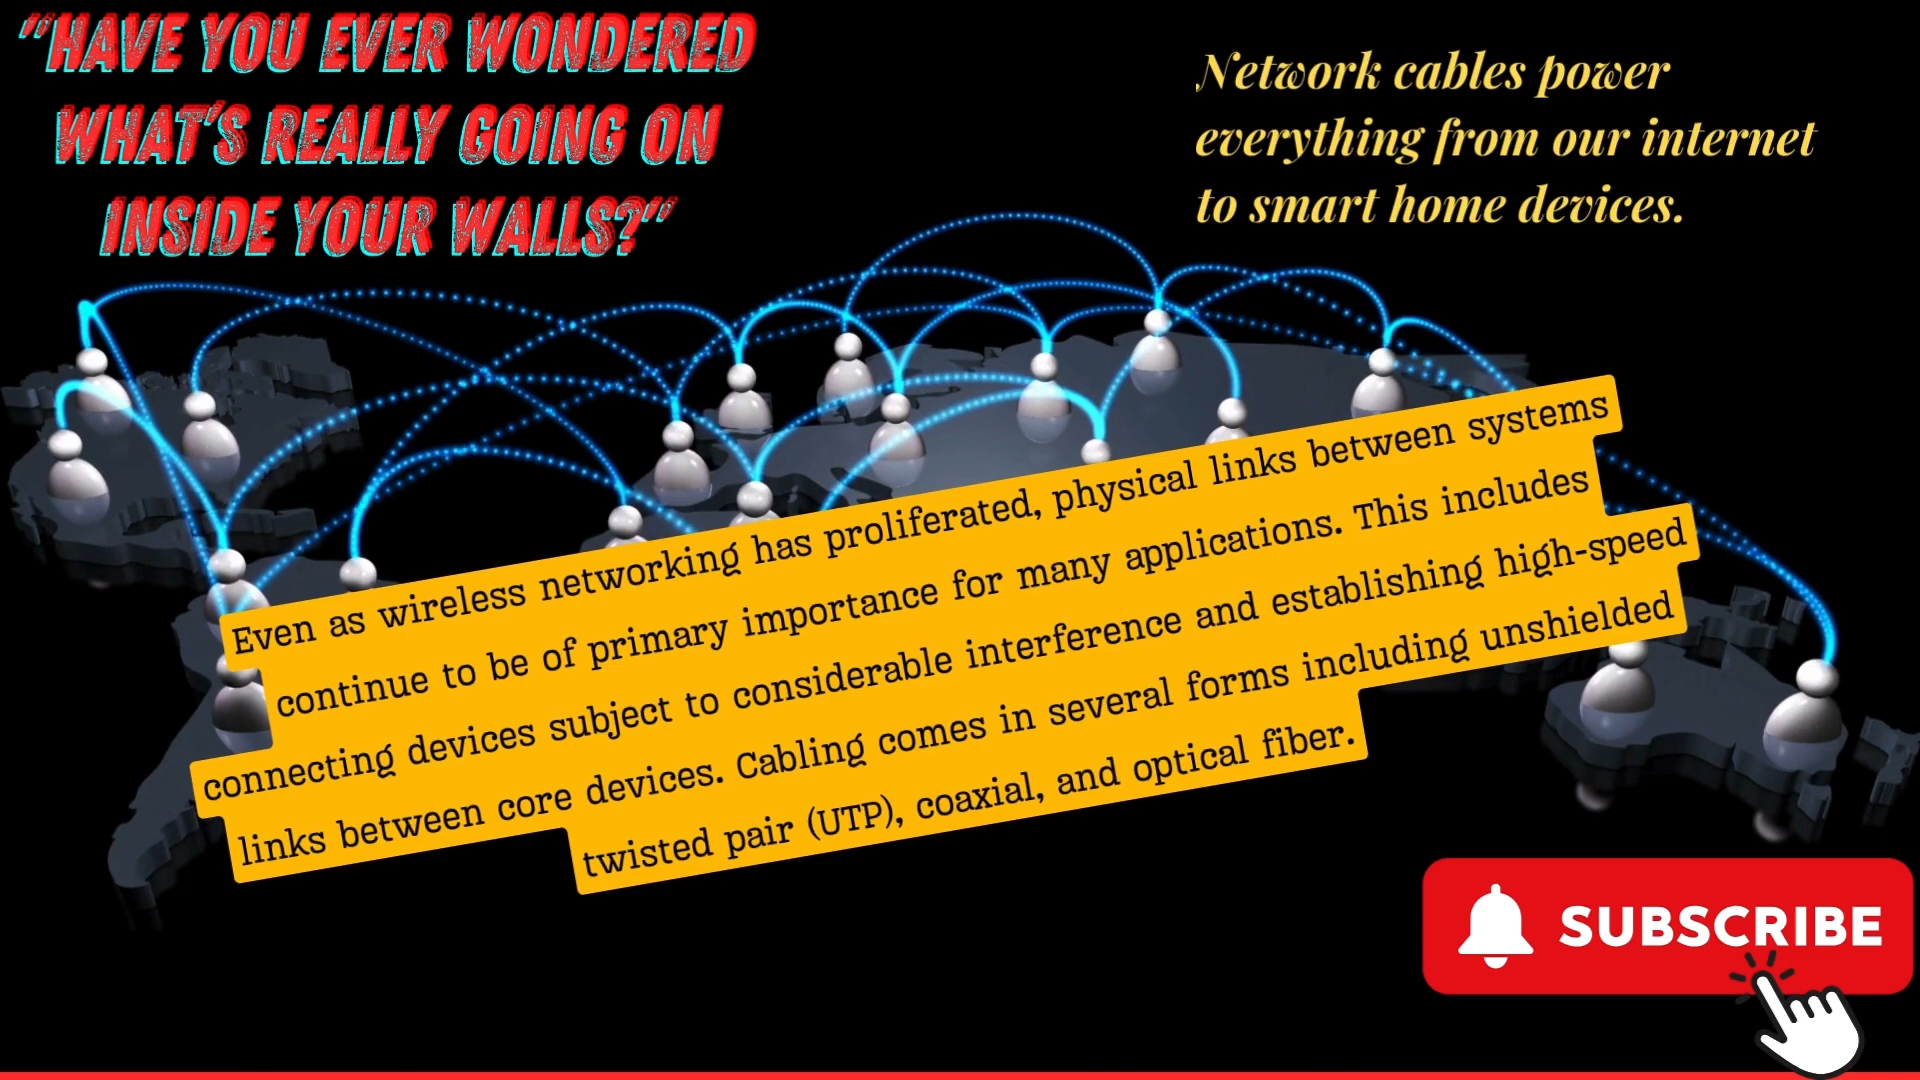 "HAVE YOU EVER WONDERED
WHAT'S REALLY GOING ON
INSIDE YOUR WALLS?"
Network cables power
everything from our internet
to smart home devices.
Even as wireless networking has proliferated, physical links between systems
continue to be of primary importance for many applications. This includes
connecting devices subject to considerable interference and establishing high-speed
links between core devices. Cabling comes in several forms including unshielded
twisted pair (UTP), coaxial, and optical fiber.
SUBSCRIBE